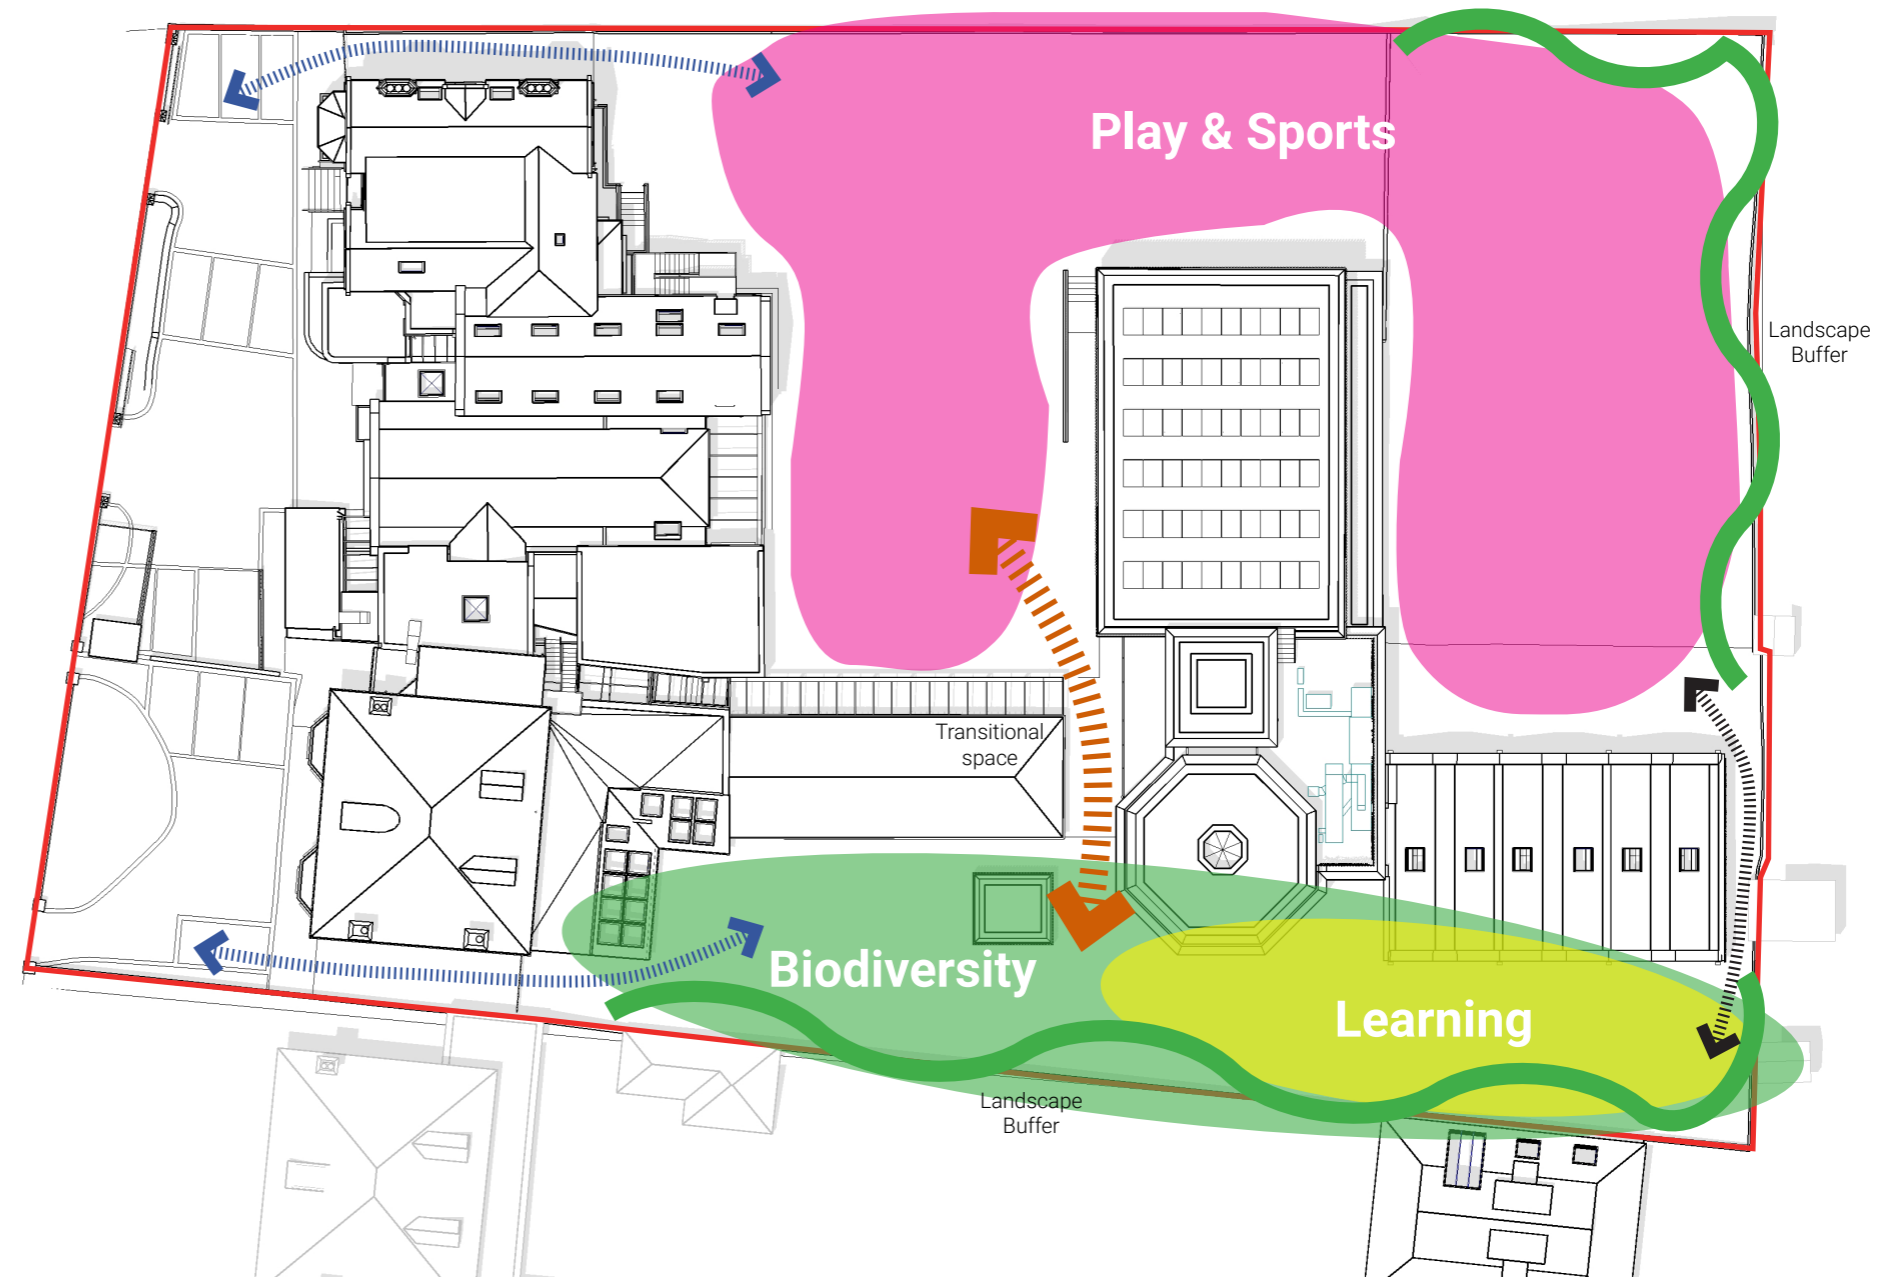 Play & Sports
Landscape
Buffer
Transitional
space
Biodiversity
Learning
Landscape
Buffer